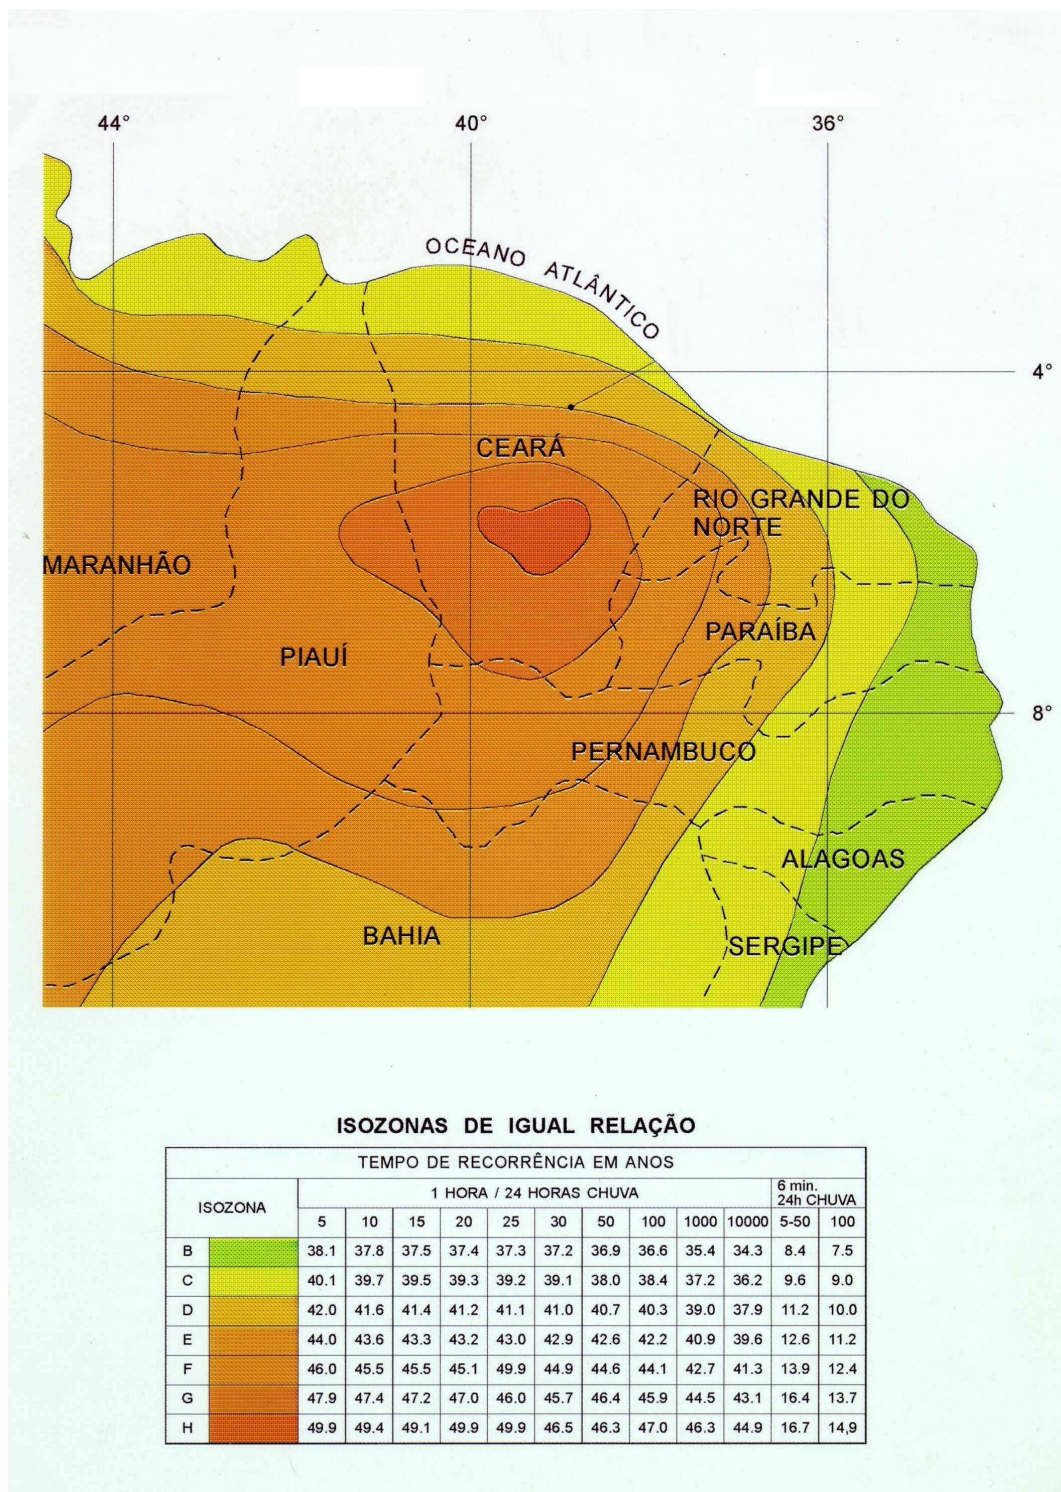 44° 40° 36°
OCEANO ATLÂNTICO
4°
CEARÁ
RIO GRANDE DO
NORTE
MARANHÃO
PARAÍBA
PIAUÍ
8°
PERNAMBUCO
ALAGOAS
BAHIA
SERGIPE
ISOZONAS DE IGUAL RELAÇÃO
TEMPO DE RECORRÊNCIA EM ANOS
ISOZONA
1 HORA / 24 HORAS CHUVA
6 min.
24h CHUVA
5 10 15 20 25 30 50 100 1000 10000 5-50 100
B 38.1 37.8 37.5 37.4 37.3 37.2 36.9 36.6 35.4 34.3 8.4 7.5
C 40.1 39.7 39.5 39.3 39.2 39.1 38.0 38.4 37.2 36.2 9.6 9.0
D 42.0 41.6 41.4 41.2 41.1 41.0 40.7 40.3 39.0 37.9 11.2 10.0
E 44.0 43.6 43.3 43.2 43.0 42.9 42.6 42.2 40.9 39.6 12.6 11.2
F 46.0 45.5 45.5 45.1 49.9 44.9 44.6 44.1 42.7 41.3 13.9 12.4
G 47.9 47.4 47.2 47.0 46.0 45.7 46.4 45.9 44.5 43.1 16.4 13.7
H 49.9 49.4 49.1 49.9 49.9 46.5 46.3 47.0 46.3 44.9 16.7 14,9